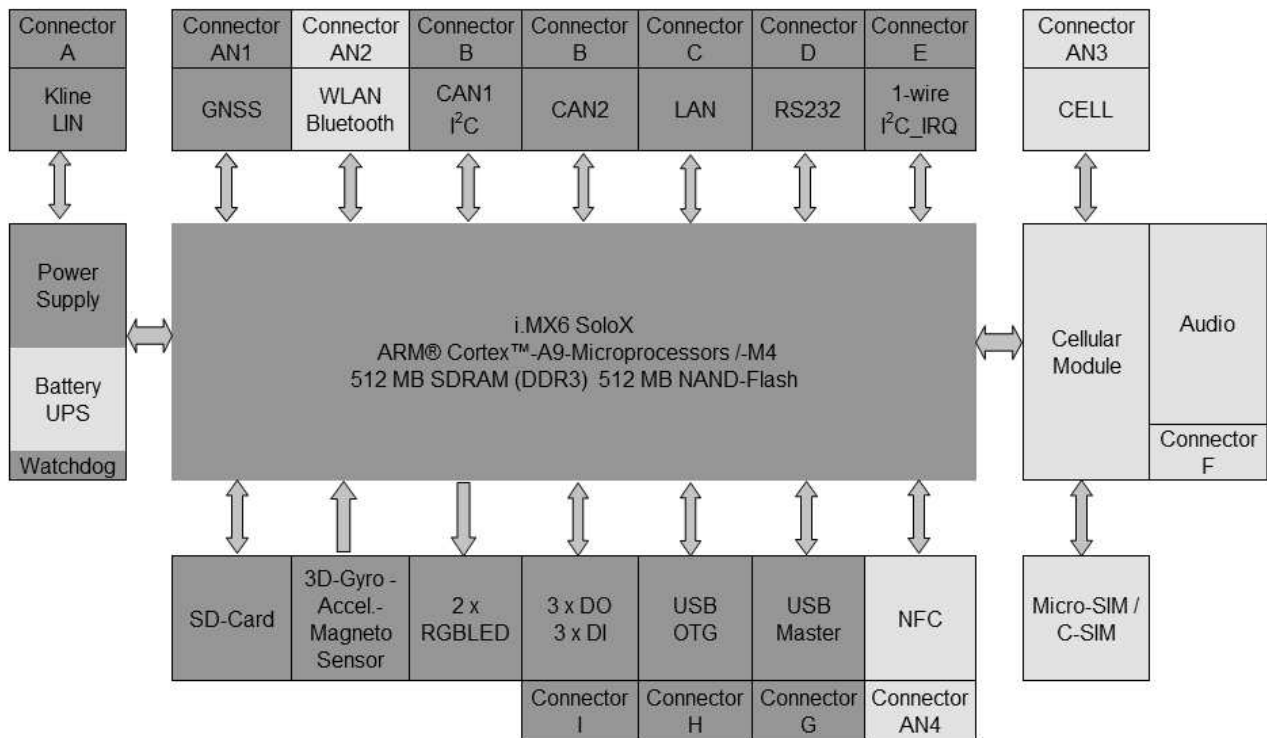 Connector
A
Connector
AN1
Connector
AN2
Connector
B
Connector
B
Connector
C
Connector
D
Connector
E
Connector
AN3
Kline
LIN
GNSS
WLAN
Bluetooth
CAN1
I²C
CAN2
LAN
RS232
1-wire
I²C_IRQ
CELL
Power
Supply
Battery
UPS
Watchdog
i.MX6 SoloX
ARM® Cortex™-A9-Microprocessors /-M4
512 MB SDRAM (DDR3) 512 MB NAND-Flash
Cellular
Module
Audio
Connector
F
SD-Card
3D-Gyro -
Accel.-
Magneto
Sensor
2 x
RGBLED
3 x DO
3 x DI
USB
OTG
USB
Master
NFC
Micro-SIM /
C-SIM
Connector
I
Connector
H
Connector
G
Connector
AN4